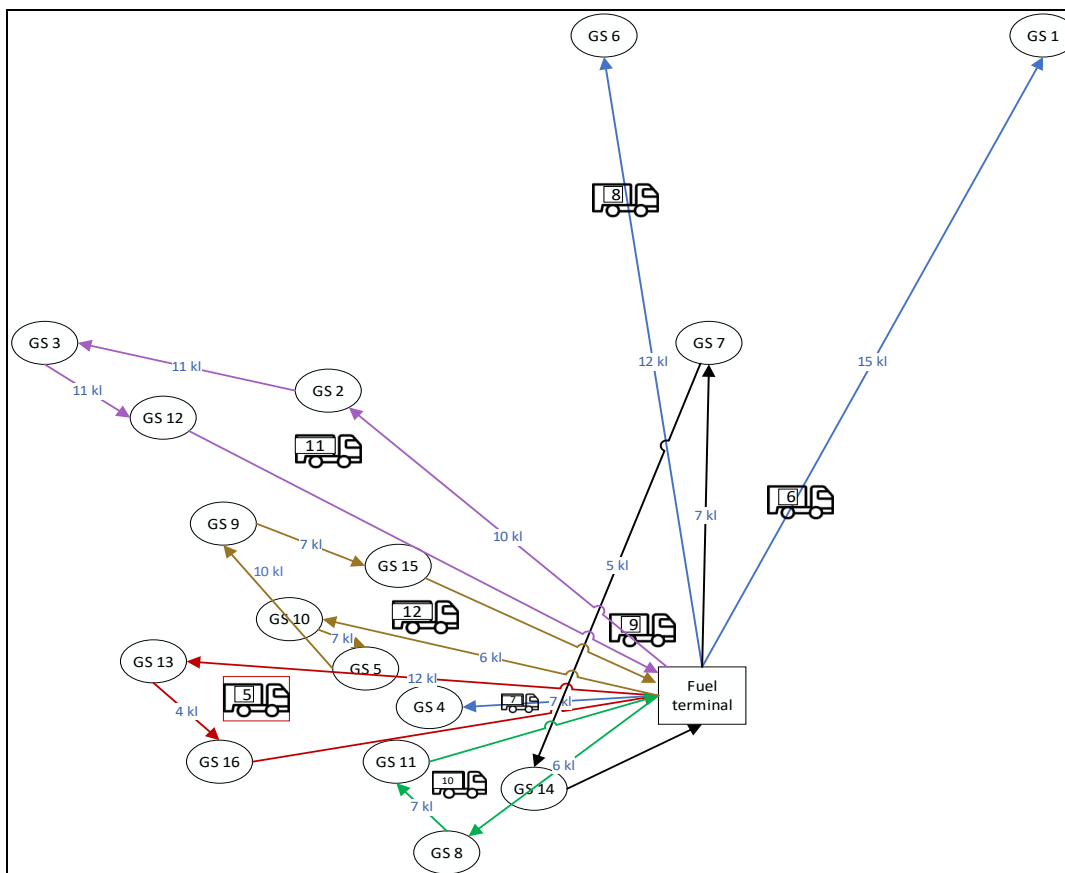 GS 6
GS 1
8
GS 3
GS 7
12 kl
15 kl
11 kl
GS 2
11 kl
GS 12
11
6
7 kl
10 kl
GS 9
7 kl
GS 15
5 kl
10 kl
12
9
GS 10
7 kl
6 kl
GS 13
GS 5
12 kl
Fuel
terminal
5
7
7 kl
GS 4
4 kl
GS 16
GS 11
6 kl
10
GS 14
7 kl
GS 8